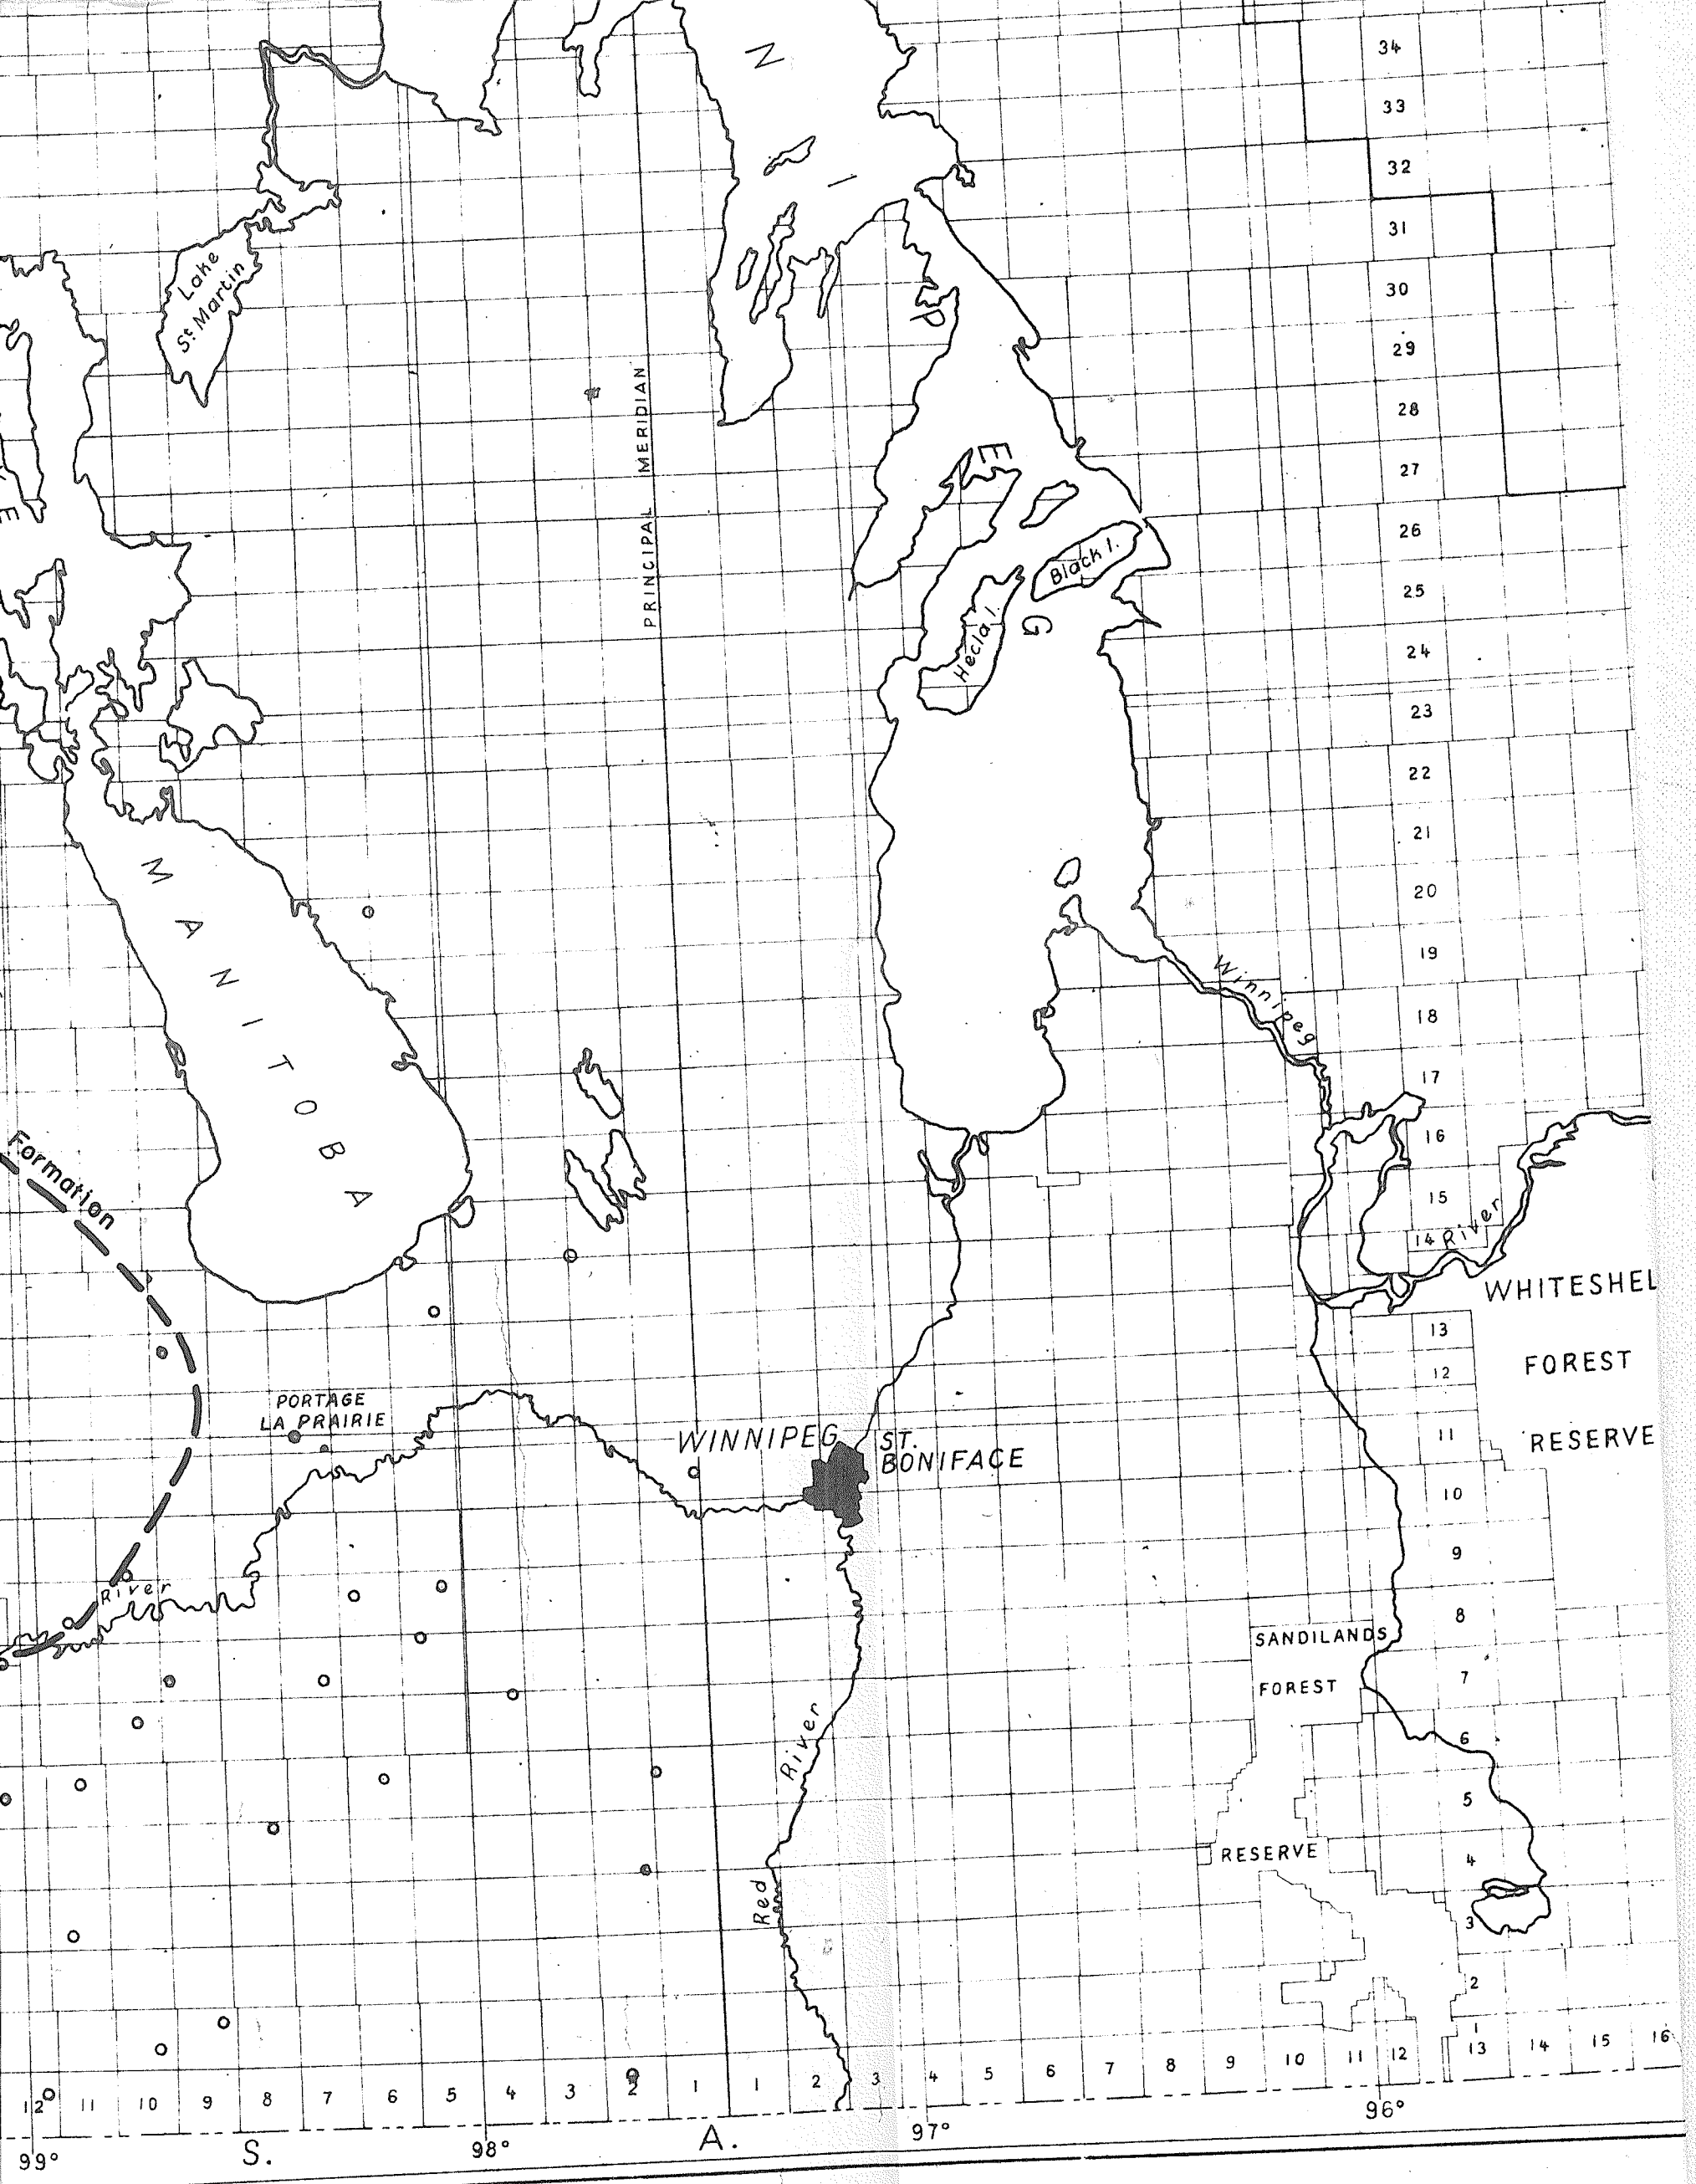 N
34
33
32
I
31
Lake
St. Martin
30
P
29
PRINCIPAL MERIDIAN
28
E
27
E
26
Black I.
25
G
Hecla I.
24
23
22
M
A
N
I
T
O
B
A
21
20
19
Winnipeg
18
17
16
Formation
15
14
River
WHITESHEL
13
FOREST
12
PORTAGE
LA PRAIRIE
WINNIPEG
ST.
BONIFACE
11
RESERVE
10
9
River
8
SANDILANDS
7
FOREST
River
6
5
RESERVE
4
Red
3
2
1
12 11 10 9 8 7 6 5 4 3 2 1 1 2 3 4 5 6 7 8 9 10 11 12 13 14 15 16
99° 98° 97° 96°
S. A.